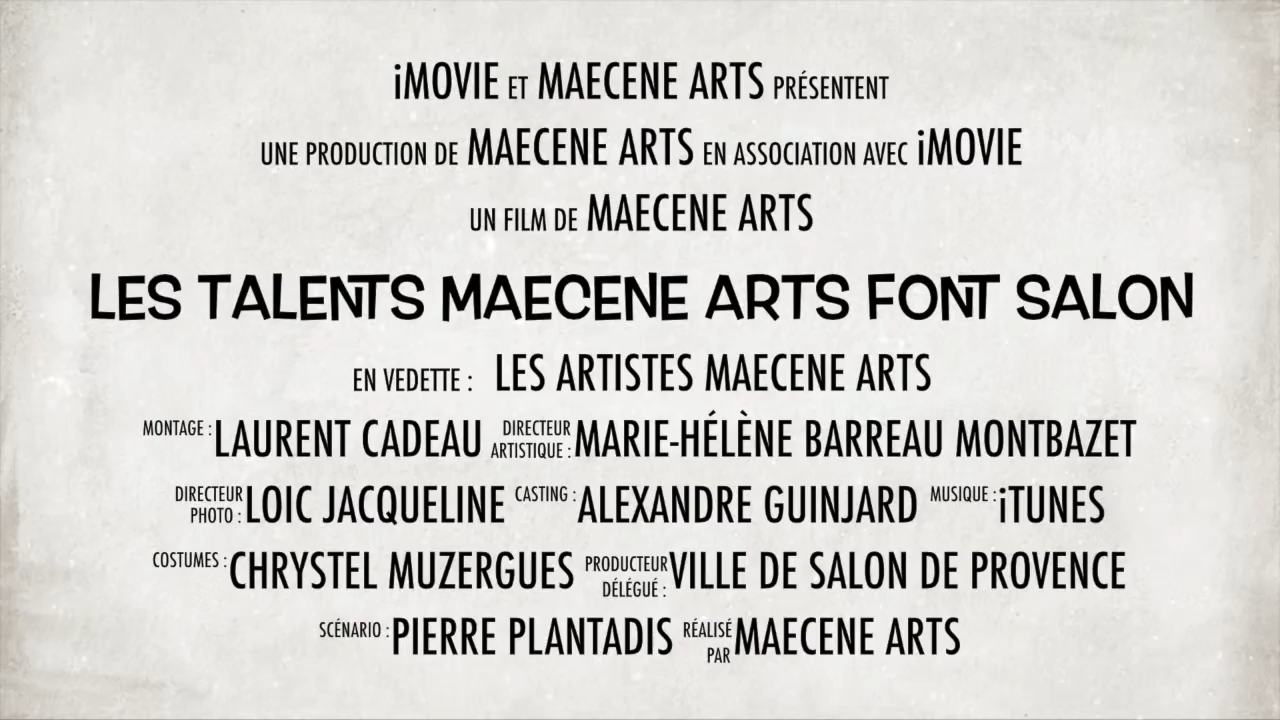 iMOVIE ET MAECENE ARTS PRÉSENTENT
UNE PRODUCTION DE MAECENE ARTS EN ASSOCIATION AVEC iMOVIE
UN FILM DE MAECENE ARTS
LES TALENTS MAECENE ARTS FONT SALON
EN VEDETTE : LES ARTISTES MAECENE ARTS
MONTAGE : LAURENT CADEAU DIRECTEUR ARTISTIQUE : MARIE-HÉLÈNE BARREAU MONTBAZET
DIRECTEUR PHOTO : LOIC JACQUELINE CASTING : ALEXANDRE GUINJARD MUSIQUE : iTUNES
COSTUMES : CHRYSTEL MUZERGUES PRODUCTEUR DÉLÉGUÉ : VILLE DE SALON DE PROVENCE
SCÉNARIO : PIERRE PLANTADIS RÉALISÉ PAR MAECENE ARTS